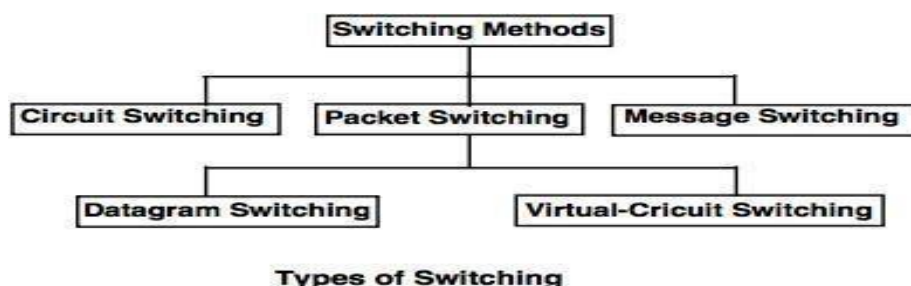 Switching Methods
Circuit Switching
Packet Switching
Message Switching
Datagram Switching
Virtual-Cricuit Switching
Types of Switching